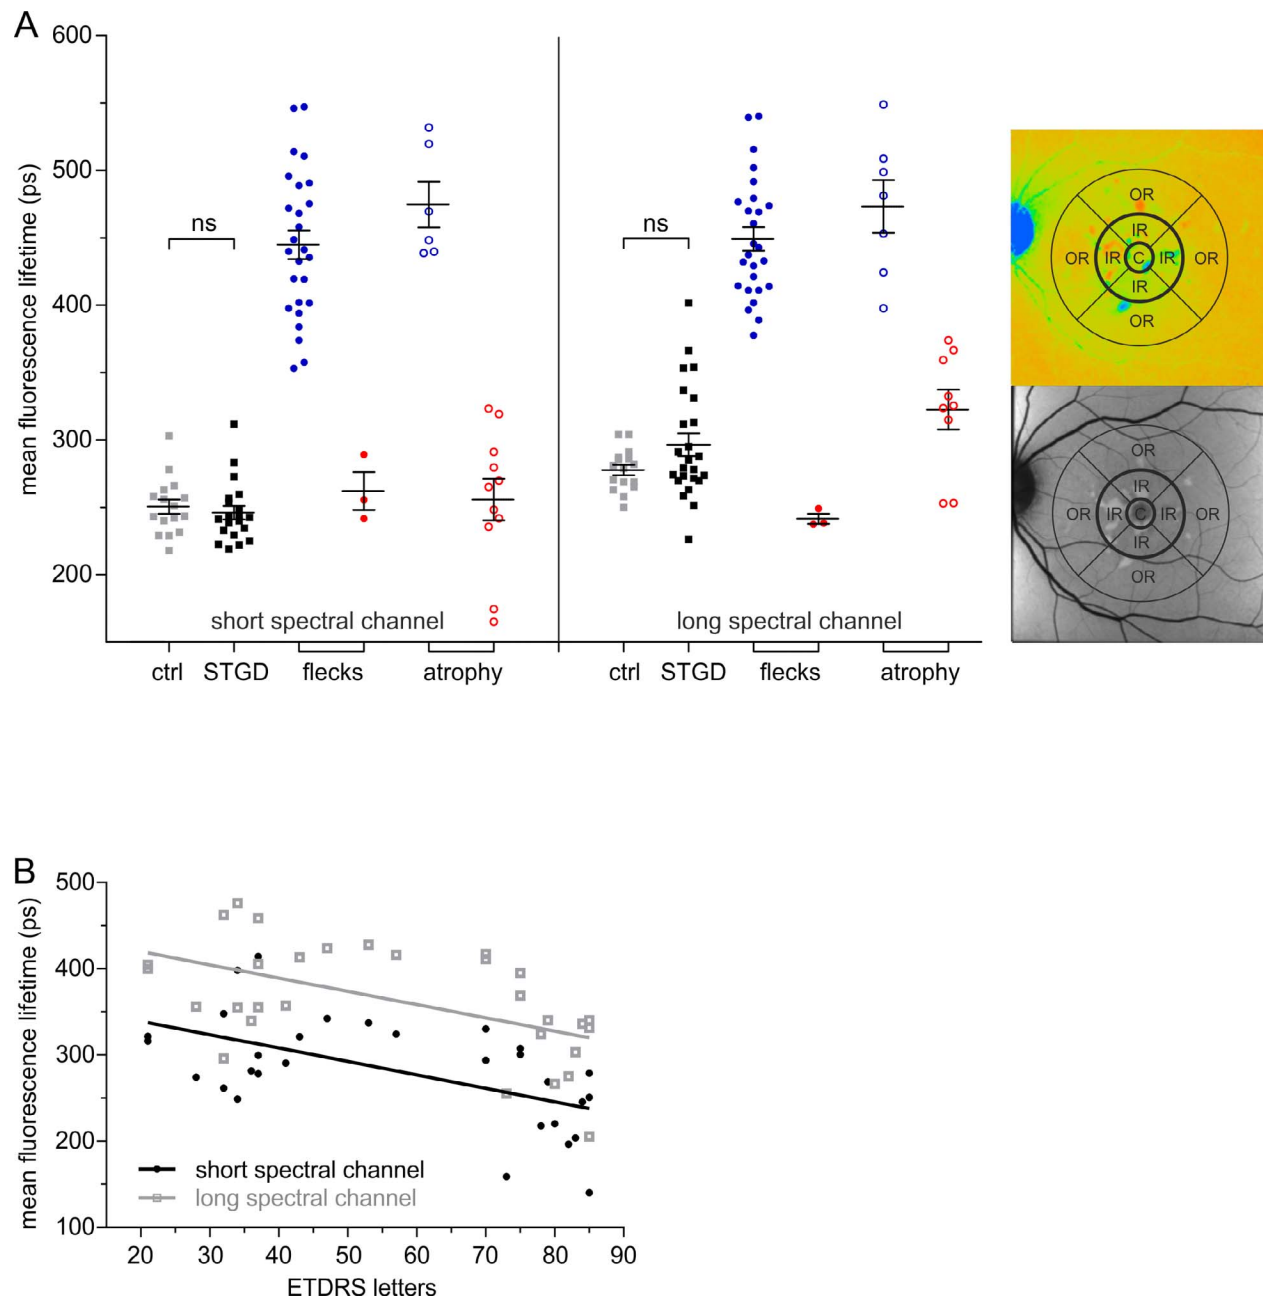 A
600
500
400
300
200
mean fluorescence lifetime (ps)
ns
ns
short spectral channel
long spectral channel
ctrl STGD flecks atrophy
ctrl STGD flecks atrophy
OR
IR
OR IR C IR OR
IR
OR
OR
IR
OR IR C IR OR
IR
OR
B
500
400
300
200
100
mean fluorescence lifetime (ps)
short spectral channel
long spectral channel
20 30 40 50 60 70 80 90
ETDRS letters